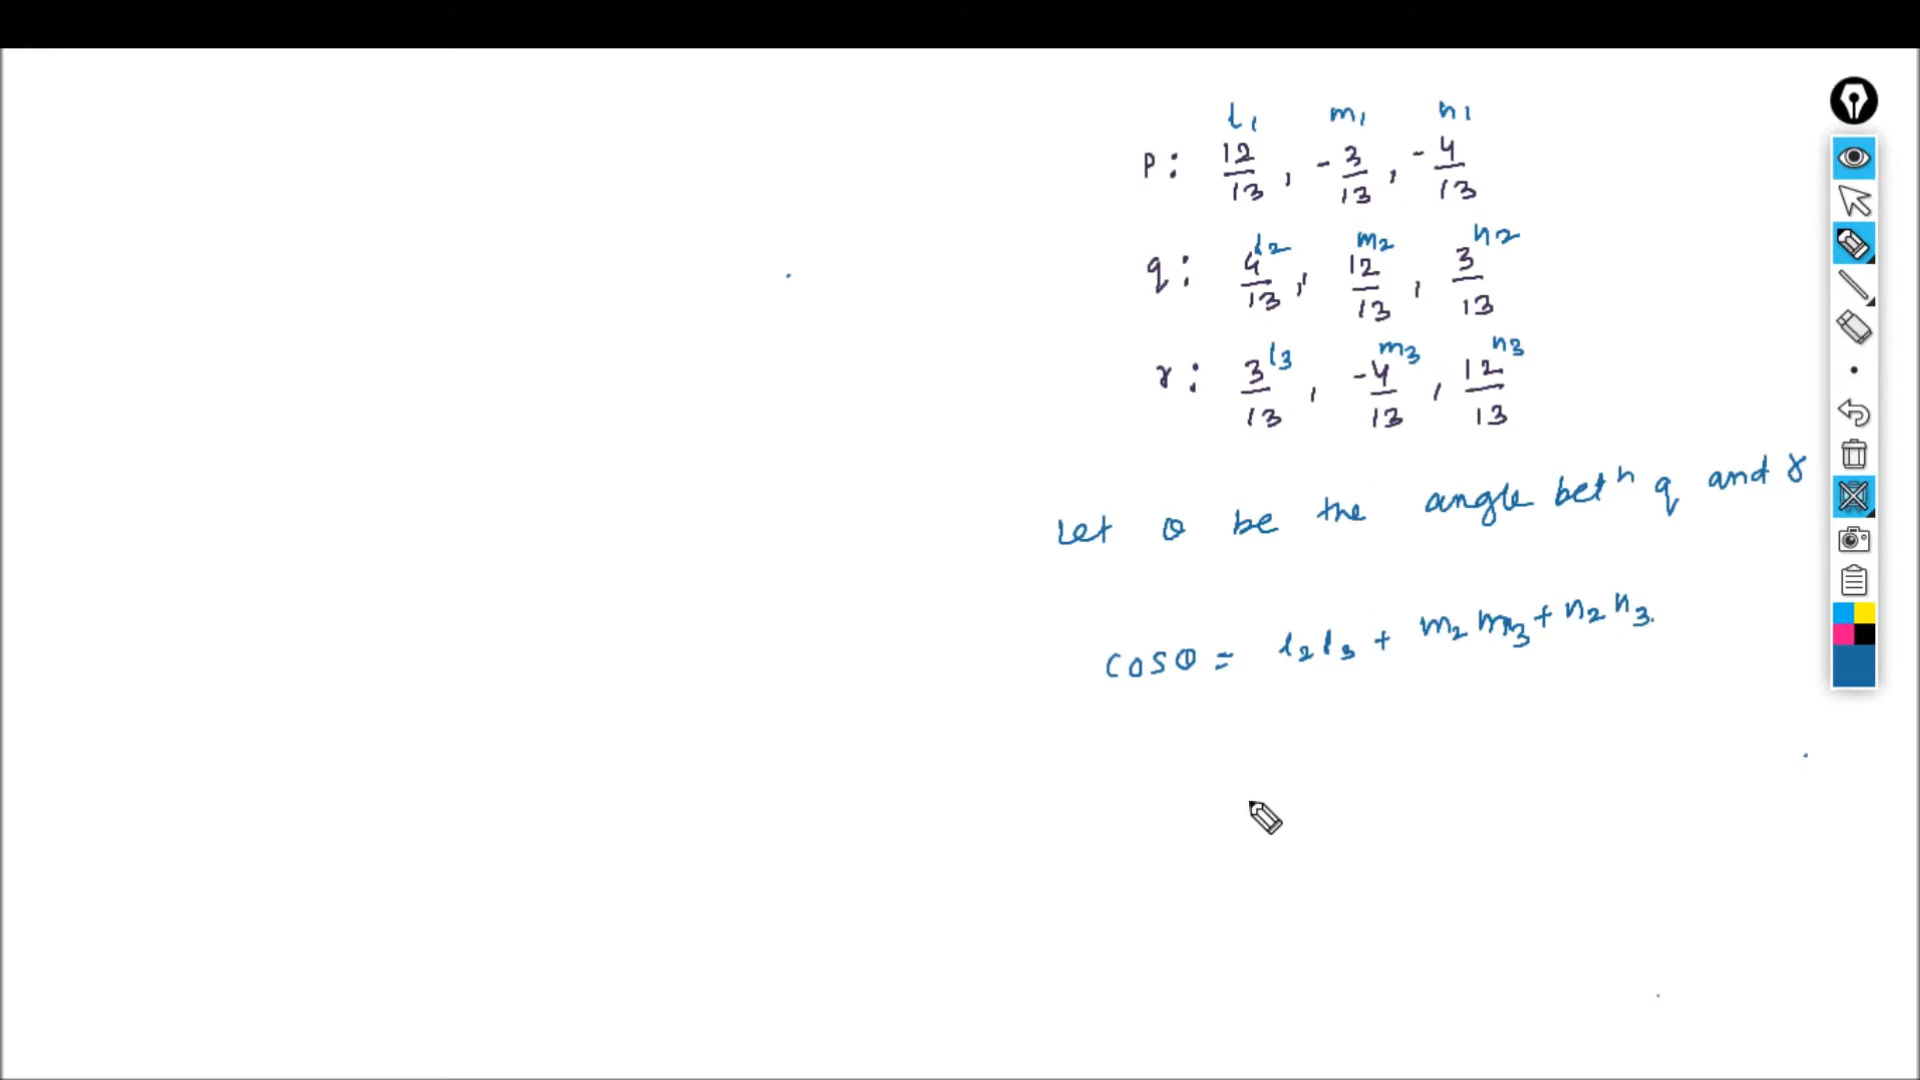 l₁ m₁ n₁
p: 12/13, -3/13, -4/13
l₂ m₂ n₂
q: 4/13, 12/13, 3/13
l₃ m₃ n₃
r: 3/13, -4/13, 12/13
Let θ be the angle betⁿ q and r
cosθ = l₂l₃ + m₂m₃ + n₂n₃.